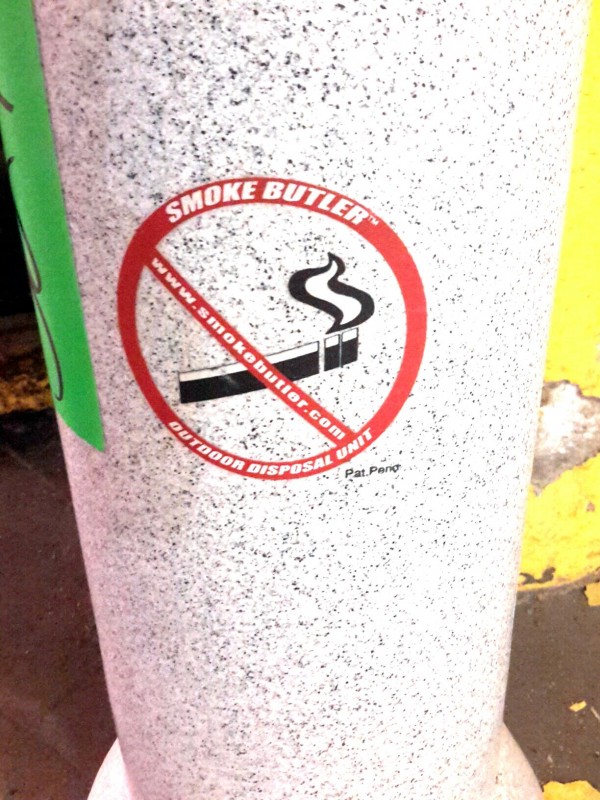 SMOKE BUTLER™
www.smokebutler.com
OUTDOOR DISPOSAL UNIT
Pat. Pend